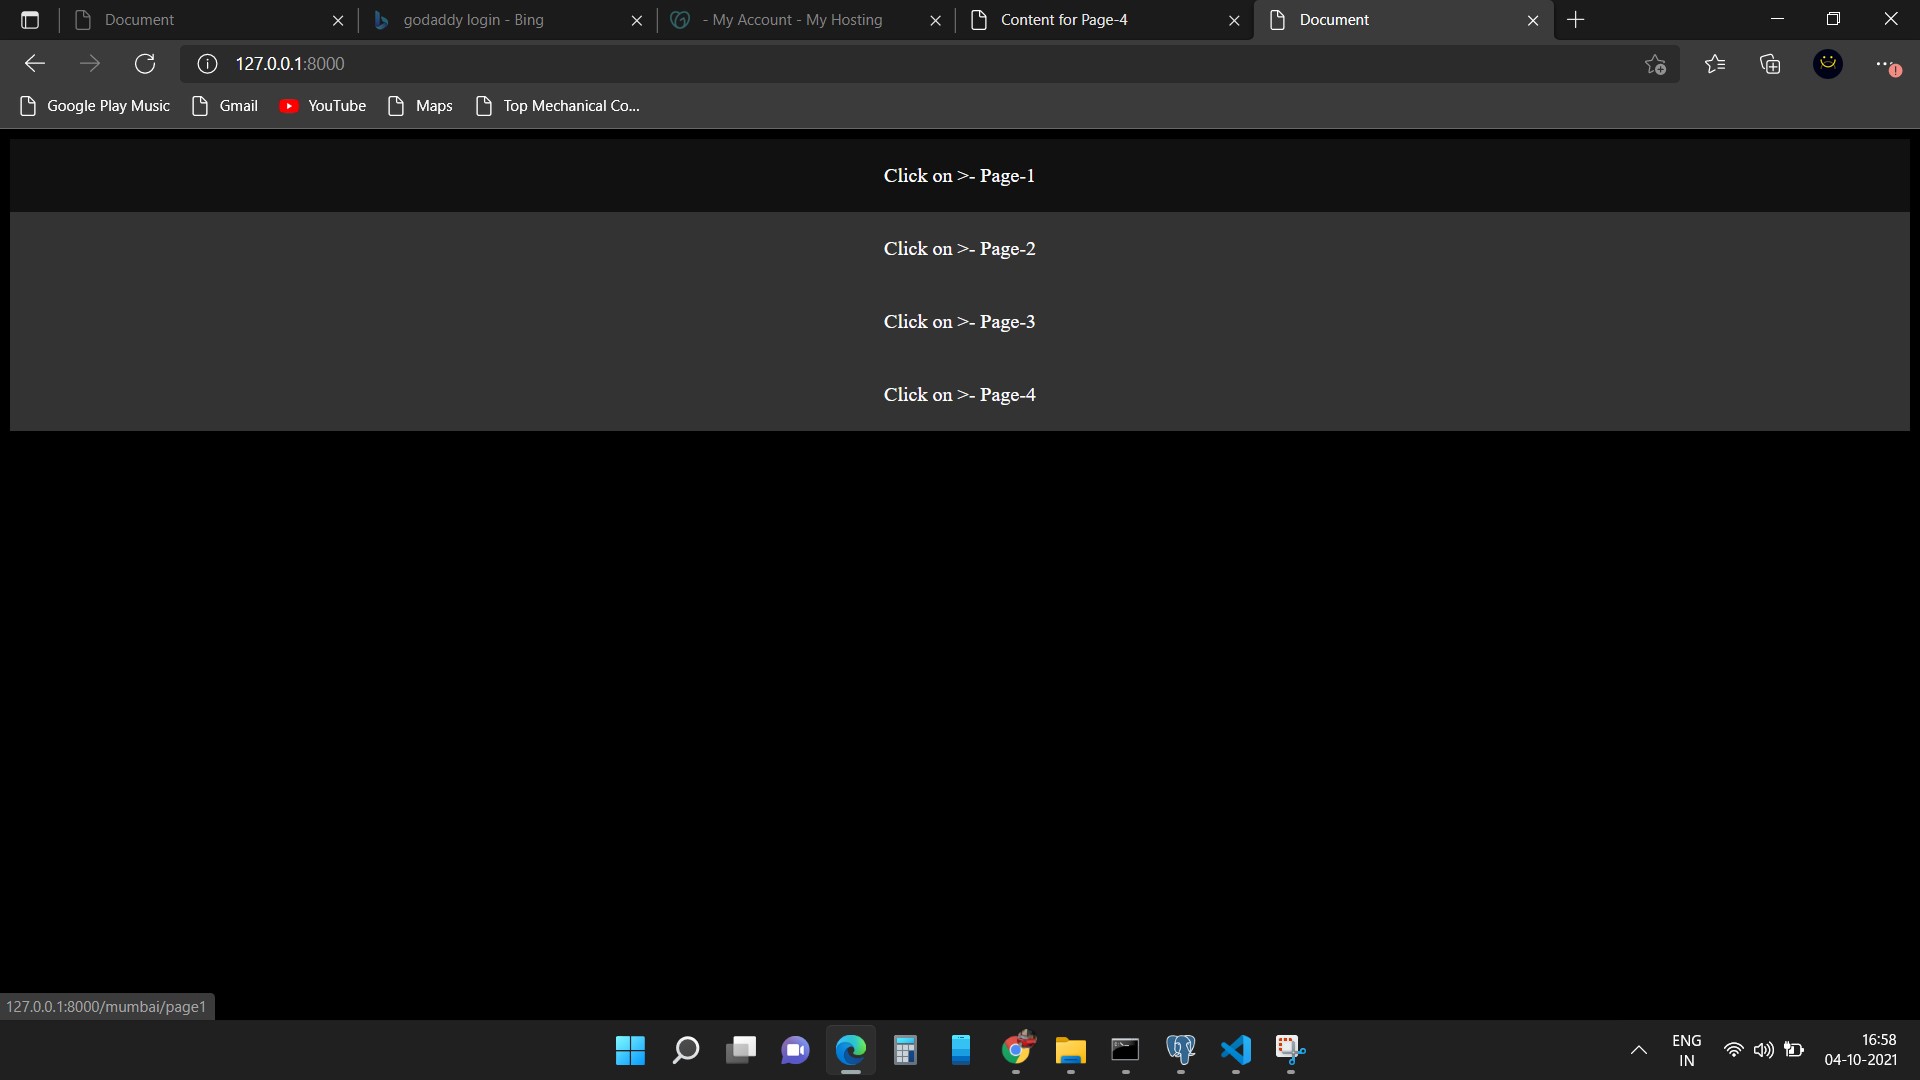 Document
godaddy login - Bing
- My Account - My Hosting
Content for Page-4
Document
127.0.0.1:8000
Google Play Music
Gmail
YouTube
Maps
Top Mechanical Co...
Click on >- Page-1
Click on >- Page-2
Click on >- Page-3
Click on >- Page-4
127.0.0.1:8000/mumbai/page1
ENG
IN
16:58
04-10-2021